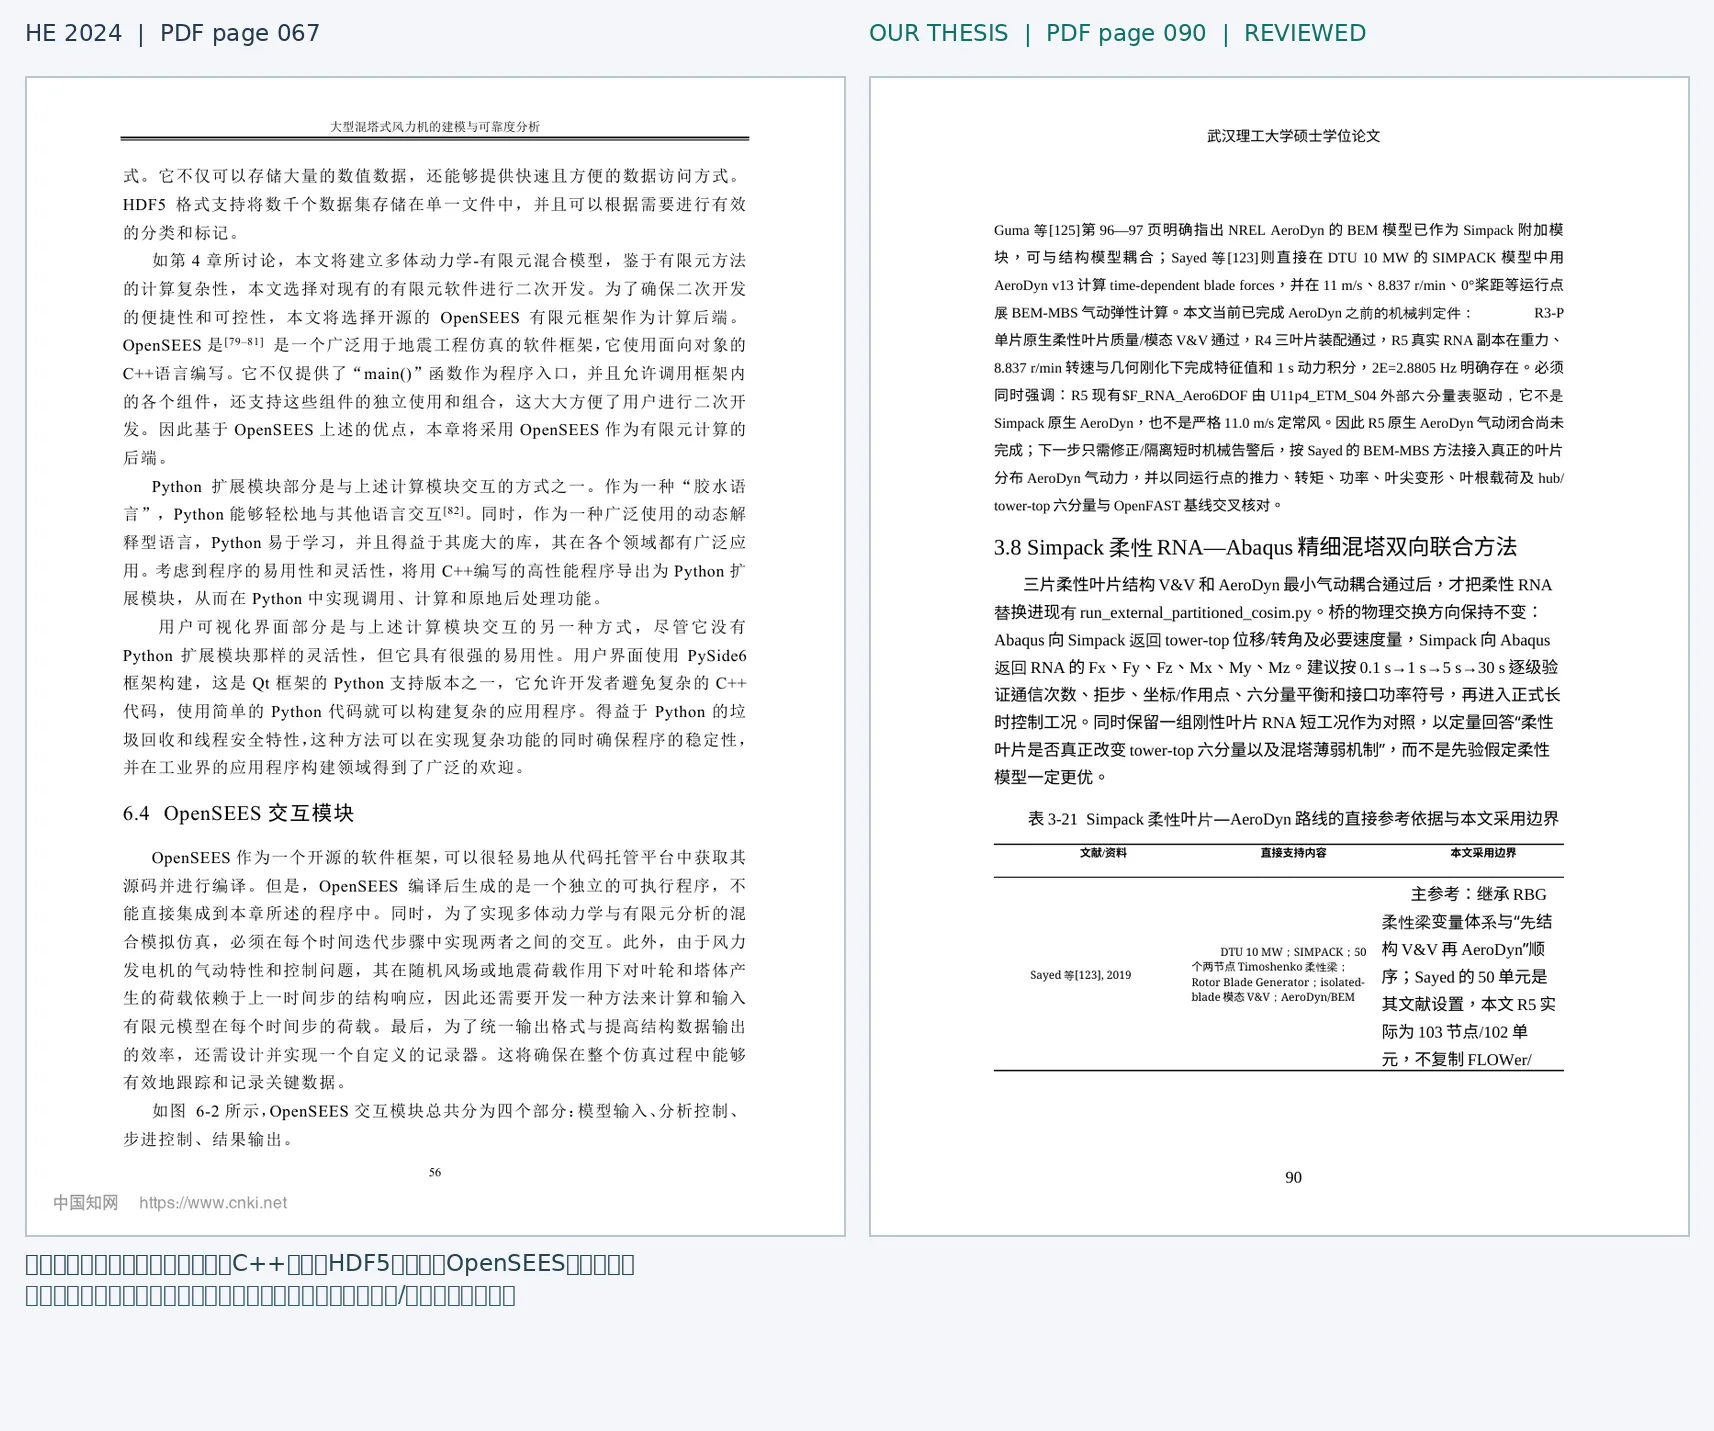 HE 2024 | PDF page 067
大型混塔式风力机的建模与可靠度分析
式。它不仅可以存储大量的数值数据，还能够提供快速且方便的数据访问方式。
HDF5 格式支持将数千个数据集存储在单一文件中，并且可以根据需要进行有效
的分类和标记。
如第 4 章所讨论，本文将建立多体动力学-有限元混合模型，鉴于有限元方法
的计算复杂性，本文选择对现有的有限元软件进行二次开发。为了确保二次开发
的便捷性和可控性，本文将选择开源的 OpenSEES 有限元框架作为计算后端。
OpenSEES 是[79–81] 是一个广泛用于地震工程仿真的软件框架，它使用面向对象的
C++语言编写。它不仅提供了“main()”函数作为程序入口，并且允许调用框架内
的各个组件，还支持这些组件的独立使用和组合，这大大方便了用户进行二次开
发。因此基于 OpenSEES 上述的优点，本章将采用 OpenSEES 作为有限元计算的
后端。
Python 扩展模块部分是与上述计算模块交互的方式之一。作为一种“胶水语
言”，Python 能够轻松地与其他语言交互[82]。同时，作为一种广泛使用的动态解
释型语言，Python 易于学习，并且得益于其庞大的库，其在各个领域都有广泛应
用。考虑到程序的易用性和灵活性，将用 C++编写的高性能程序导出为 Python 扩
展模块，从而在 Python 中实现调用、计算和原地后处理功能。
用户可视化界面部分是与上述计算模块交互的另一种方式，尽管它没有
Python 扩展模块那样的灵活性，但它具有很强的易用性。用户界面使用 PySide6
框架构建，这是 Qt 框架的 Python 支持版本之一，它允许开发者避免复杂的 C++
代码，使用简单的 Python 代码就可以构建复杂的应用程序。得益于 Python 的垃
圾回收和线程安全特性，这种方法可以在实现复杂功能的同时确保程序的稳定性，
并在工业界的应用程序构建领域得到了广泛的欢迎。
6.4 OpenSEES 交互模块
OpenSEES 作为一个开源的软件框架，可以很轻易地从代码托管平台中获取其
源码并进行编译。但是，OpenSEES 编译后生成的是一个独立的可执行程序，不
能直接集成到本章所述的程序中。同时，为了实现多体动力学与有限元分析的混
合模拟仿真，必须在每个时间迭代步骤中实现两者之间的交互。此外，由于风力
发电机的气动特性和控制问题，其在随机风场或地震荷载作用下对叶轮和塔体产
生的荷载依赖于上一时间步的结构响应，因此还需要开发一种方法来计算和输入
有限元模型在每个时间步的荷载。最后，为了统一输出格式与提高结构数据输出
的效率，还需设计并实现一个自定义的记录器。这将确保在整个仿真过程中能够
有效地跟踪和记录关键数据。
如图 6-2 所示，OpenSEES 交互模块总共分为四个部分：模型输入、分析控制、
步进控制、结果输出。
56
中国知网 https://www.cnki.net
OUR THESIS | PDF page 090 | REVIEWED
武汉理工大学硕士学位论文
Guma 等[125]第 96—97 页明确指出 NREL AeroDyn 的 BEM 模型已作为 Simpack 附加模
块，可与结构模型耦合；Sayed 等[123]则直接在 DTU 10 MW 的 SIMPACK 模型中用
AeroDyn v13 计算 time-dependent blade forces，并在 11 m/s、8.837 r/min、0°桨距等运行点
展 BEM-MBS 气动弹性计算。本文当前已完成 AeroDyn 之前的机械判定件： R3-P
单片原生柔性叶片质量/模态 V&V 通过，R4 三叶片装配通过，R5 真实 RNA 副本在重力、
8.837 r/min 转速与几何刚化下完成特征值和 1 s 动力积分，2E=2.8805 Hz 明确存在。必须
同时强调：R5 现有$F_RNA_Aero6DOF 由 U11p4_ETM_S04 外部六分量表驱动，它不是
Simpack 原生 AeroDyn，也不是严格 11.0 m/s 定常风。因此 R5 原生 AeroDyn 气动闭合尚未
完成；下一步只需修正/隔离短时机械告警后，按 Sayed 的 BEM-MBS 方法接入真正的叶片
分布 AeroDyn 气动力，并以同运行点的推力、转矩、功率、叶尖变形、叶根载荷及 hub/
tower-top 六分量与 OpenFAST 基线交叉核对。
3.8 Simpack 柔性 RNA—Abaqus 精细混塔双向联合方法
三片柔性叶片结构 V&V 和 AeroDyn 最小气动耦合通过后，才把柔性 RNA
替换进现有 run_external_partitioned_cosim.py。桥的物理交换方向保持不变：
Abaqus 向 Simpack 返回 tower-top 位移/转角及必要速度量，Simpack 向 Abaqus
返回 RNA 的 Fx、Fy、Fz、Mx、My、Mz。建议按 0.1 s→1 s→5 s→30 s 逐级验
证通信次数、拒步、坐标/作用点、六分量平衡和接口功率符号，再进入正式长
时控制工况。同时保留一组刚性叶片 RNA 短工况作为对照，以定量回答“柔性
叶片是否真正改变 tower-top 六分量以及混塔薄弱机制”，而不是先验假定柔性
模型一定更优。
表 3-21 Simpack 柔性叶片—AeroDyn 路线的直接参考依据与本文采用边界
文献/资料 直接支持内容 本文采用边界
Sayed 等[123], 2019
DTU 10 MW；SIMPACK；50
个两节点 Timoshenko 柔性梁；
Rotor Blade Generator；isolated-
blade 模态 V&V；AeroDyn/BEM
主参考：继承 RBG
柔性梁变量体系与“先结
构 V&V 再 AeroDyn”顺
序；Sayed 的 50 单元是
其文献设置，本文 R5 实
际为 103 节点/102 单
元，不复制 FLOWer/
90
C++ HDF5 OpenSEES
/